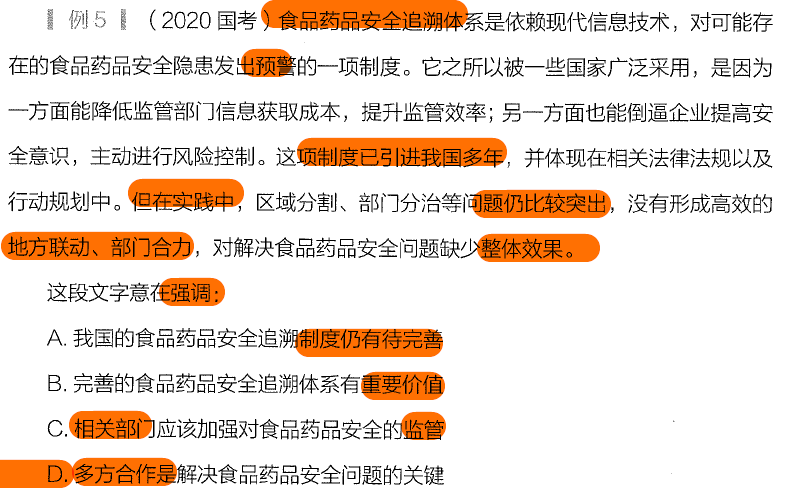 例5 （2020国考）食品药品安全追溯体系是依赖现代信息技术，对可能存
在的食品药品安全隐患发出预警的一项制度。它之所以被一些国家广泛采用，是因为
一方面能降低监管部门信息获取成本，提升监管效率；另一方面也能倒逼企业提高安
全意识，主动进行风险控制。这项制度已引进我国多年，并体现在相关法律法规以及
行动规划中。但在实践中，区域分割、部门分治等问题仍比较突出，没有形成高效的
地方联动、部门合力，对解决食品药品安全问题缺少整体效果。
这段文字意在强调：
A. 我国的食品药品安全追溯制度仍有待完善
B. 完善的食品药品安全追溯体系有重要价值
C. 相关部门应该加强对食品药品安全的监管
D. 多方合作是解决食品药品安全问题的关键